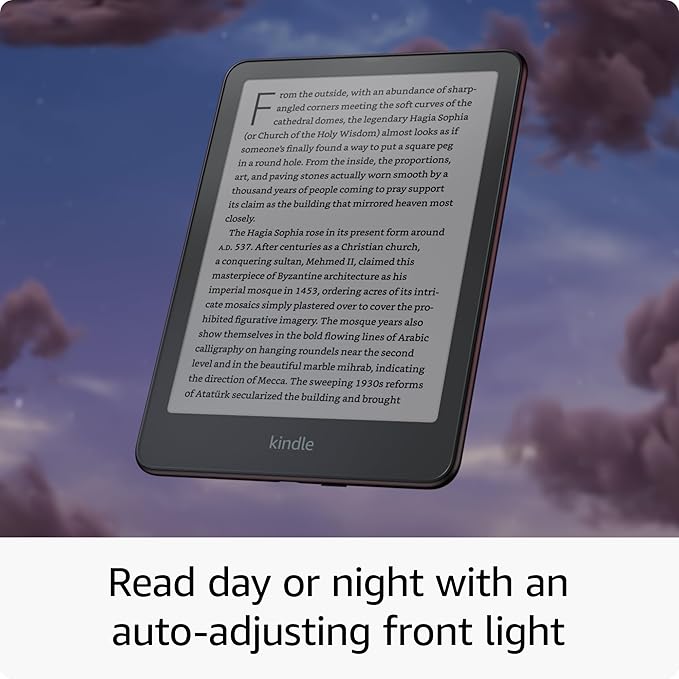 From the outside, with an abundance of sharp-
angled corners meeting the soft curves of the
cathedral domes, the legendary Hagia Sophia
(or Church of the Holy Wisdom) almost looks as if
someone's finally found a way to put a square peg
in a round hole. From the inside, the proportions,
art, and paving stones actually worn smooth by a
thousand years of people coming to pray support
its claim as the building that mirrored heaven most
closely.
The Hagia Sophia rose in its present form around
A.D. 537. After centuries as a Christian church,
a conquering sultan, Mehmed II, claimed this
masterpiece of Byzantine architecture as his
imperial mosque in 1453, ordering acres of its intri-
cate mosaics simply plastered over to cover the pro-
hibited figurative imagery. The mosque years also
show themselves in the bold flowing lines of Arabic
calligraphy on hanging roundels near the second
level and in the beautiful marble mihrab, indicating
the direction of Mecca. The sweeping 1930s reforms
of Atatürk secularized the building and brought
kindle
Read day or night with an
auto-adjusting front light